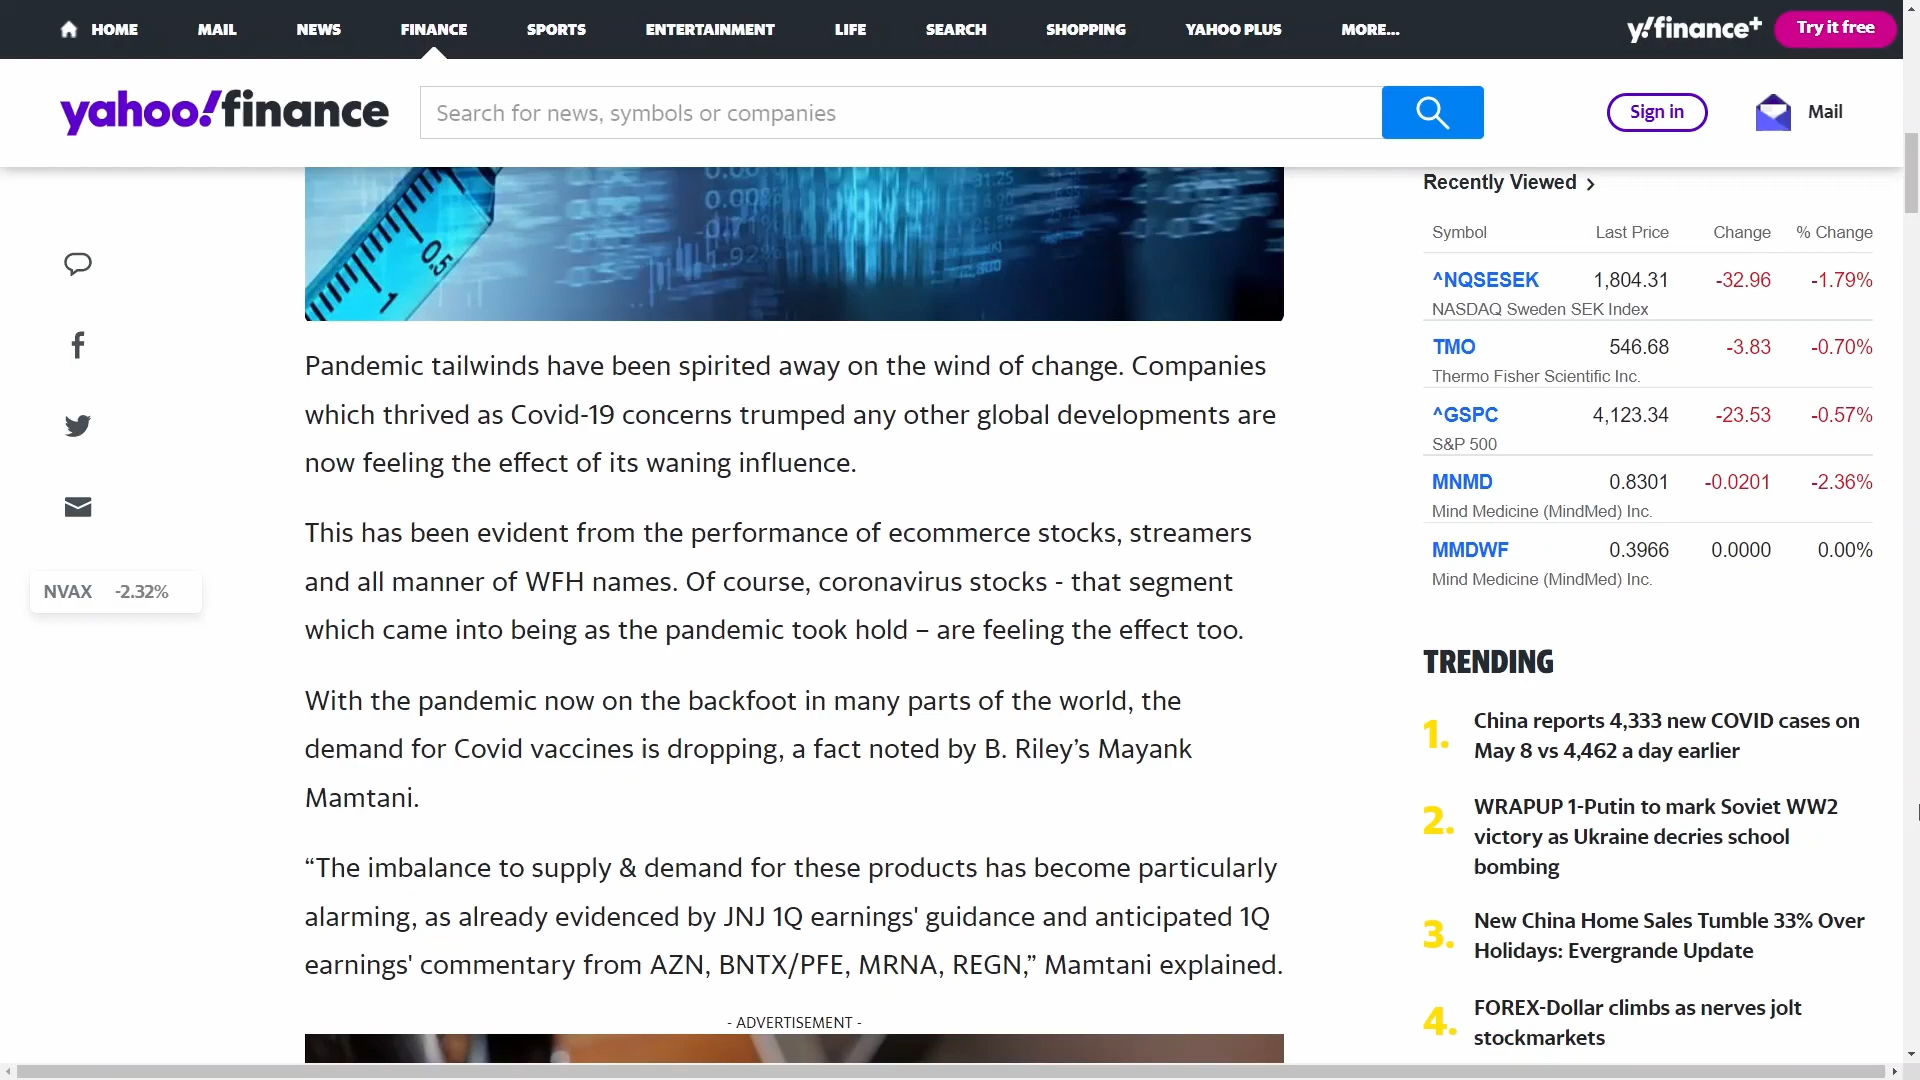 HOME MAIL NEWS FINANCE SPORTS ENTERTAINMENT LIFE SEARCH SHOPPING YAHOO PLUS MORE...
y!finance+ Try it free
yahoo!finance
Search for news, symbols or companies
Sign in
Mail
0.5
1
1.92%
NVAX -2.32%
Pandemic tailwinds have been spirited away on the wind of change. Companies
which thrived as Covid-19 concerns trumped any other global developments are
now feeling the effect of its waning influence.
This has been evident from the performance of ecommerce stocks, streamers
and all manner of WFH names. Of course, coronavirus stocks - that segment
which came into being as the pandemic took hold – are feeling the effect too.
With the pandemic now on the backfoot in many parts of the world, the
demand for Covid vaccines is dropping, a fact noted by B. Riley’s Mayank
Mamtani.
“The imbalance to supply & demand for these products has become particularly
alarming, as already evidenced by JNJ 1Q earnings' guidance and anticipated 1Q
earnings' commentary from AZN, BNTX/PFE, MRNA, REGN,” Mamtani explained.
- ADVERTISEMENT -
Recently Viewed
Symbol Last Price Change % Change
^NQSESEK 1,804.31 -32.96 -1.79%
NASDAQ Sweden SEK Index
TMO 546.68 -3.83 -0.70%
Thermo Fisher Scientific Inc.
^GSPC 4,123.34 -23.53 -0.57%
S&P 500
MNMD 0.8301 -0.0201 -2.36%
Mind Medicine (MindMed) Inc.
MMDWF 0.3966 0.0000 0.00%
Mind Medicine (MindMed) Inc.
TRENDING
1. China reports 4,333 new COVID cases on
May 8 vs 4,462 a day earlier
2. WRAPUP 1-Putin to mark Soviet WW2
victory as Ukraine decries school
bombing
3. New China Home Sales Tumble 33% Over
Holidays: Evergrande Update
4. FOREX-Dollar climbs as nerves jolt
stockmarkets